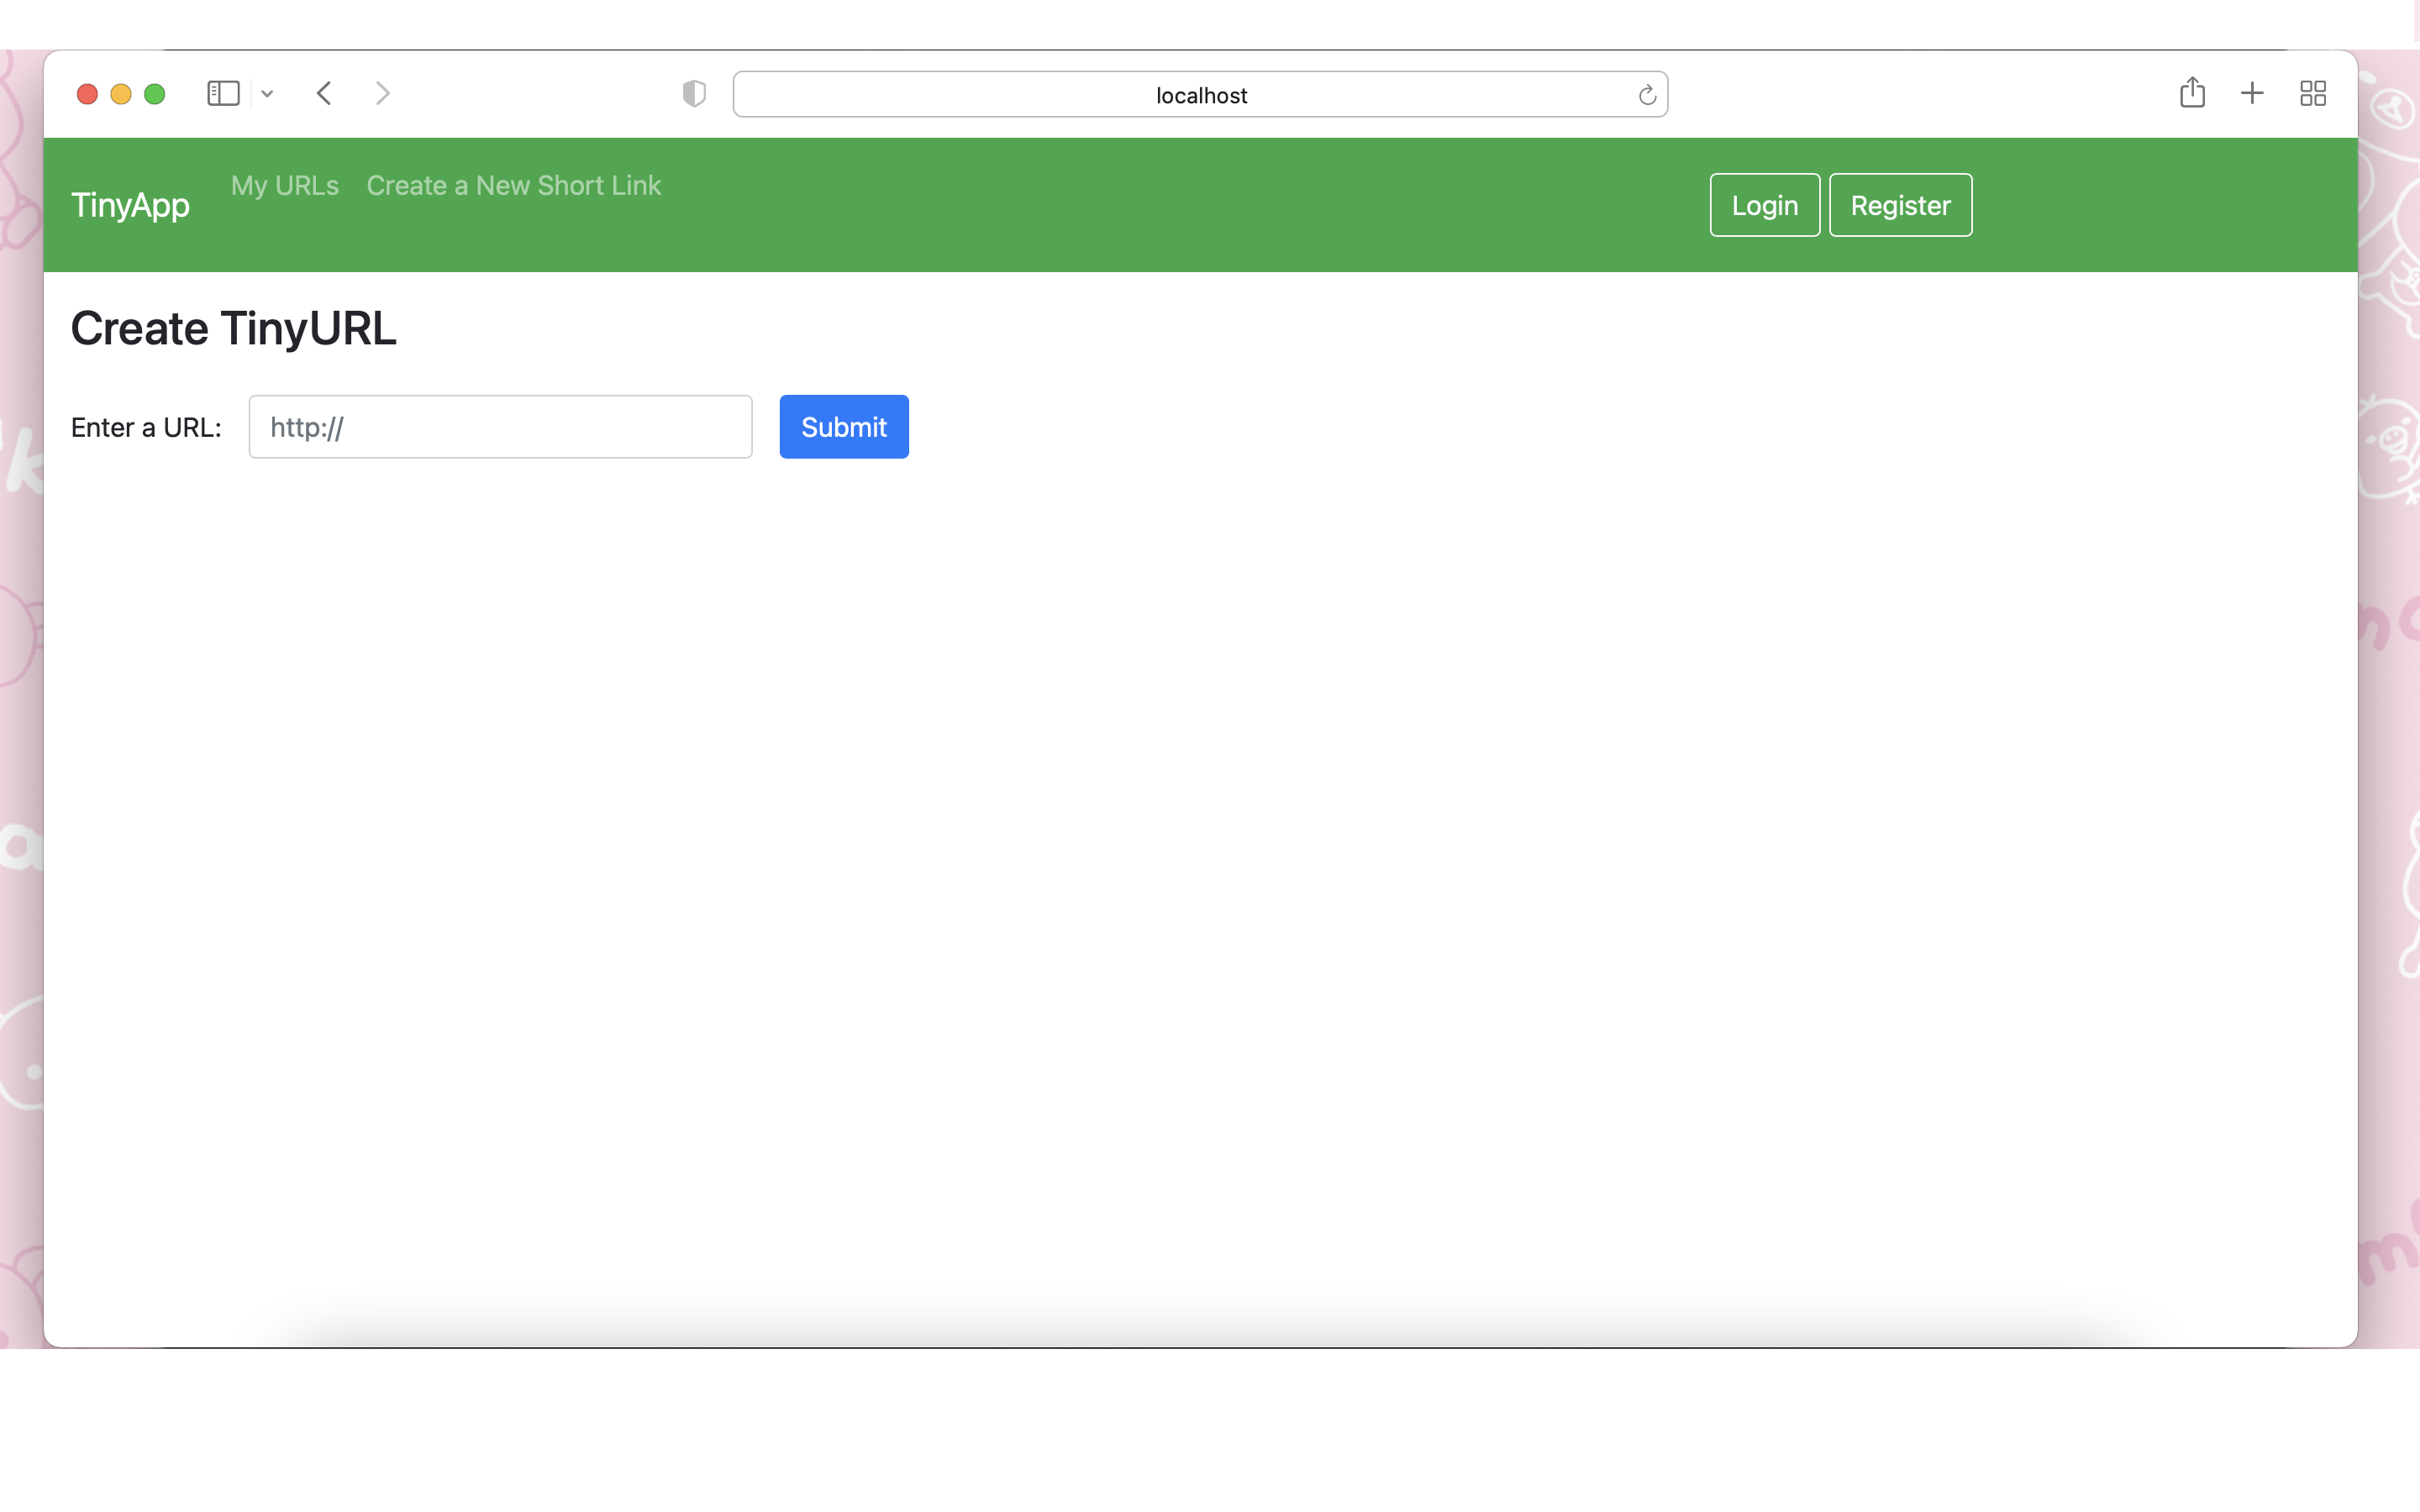 localhost
TinyApp My URLs Create a New Short Link Login Register
Create TinyURL
Enter a URL: http:// Submit